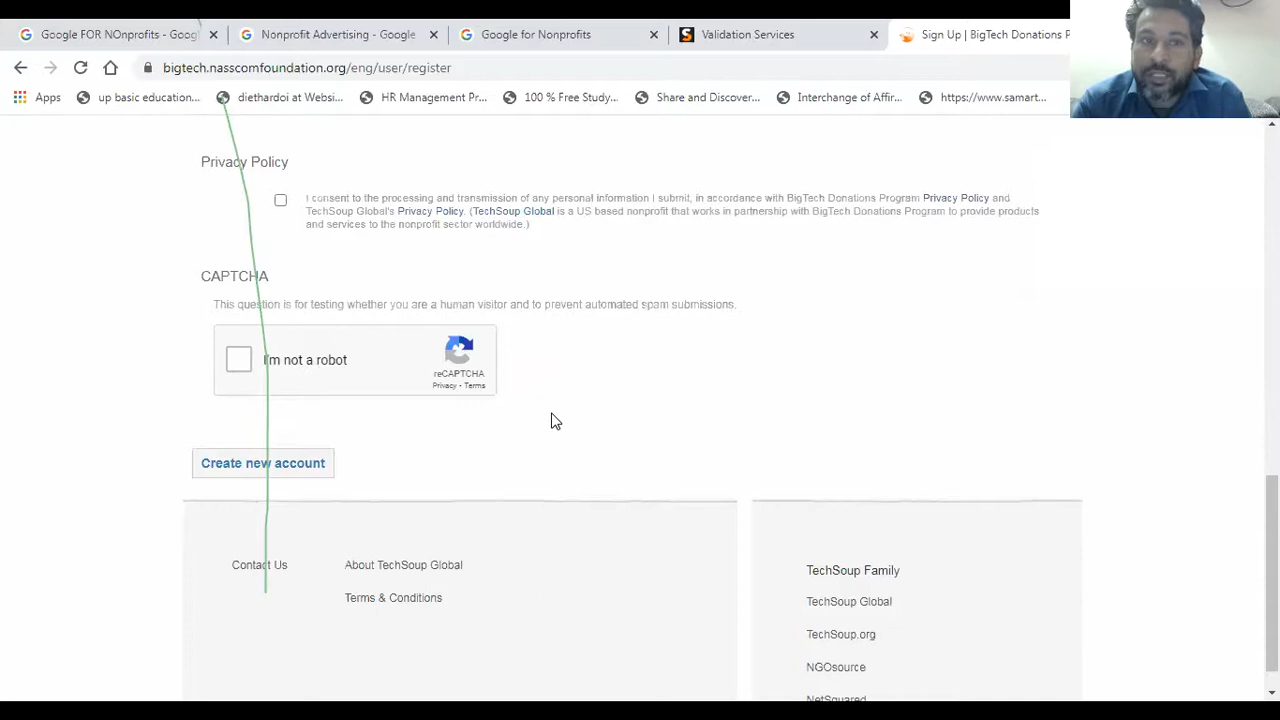 Google FOR NOnprofits - Goog
Nonprofit Advertising - Google
Google for Nonprofits
Validation Services
Sign Up | BigTech Donations P
bigtech.nasscomfoundation.org/eng/user/register
Apps
up basic education...
diethardoi at Websi...
HR Management Pr...
100 % Free Study...
Share and Discover...
Interchange of Affir...
https://www.samart...
Privacy Policy
I consent to the processing and transmission of any personal information I submit, in accordance with BigTech Donations Program Privacy Policy and
TechSoup Global's Privacy Policy. (TechSoup Global is a US based nonprofit that works in partnership with BigTech Donations Program to provide products
and services to the nonprofit sector worldwide.)
CAPTCHA
This question is for testing whether you are a human visitor and to prevent automated spam submissions.
I'm not a robot
reCAPTCHA
Privacy - Terms
Create new account
Contact Us
About TechSoup Global
Terms & Conditions
TechSoup Family
TechSoup Global
TechSoup.org
NGOsource
NetSquared